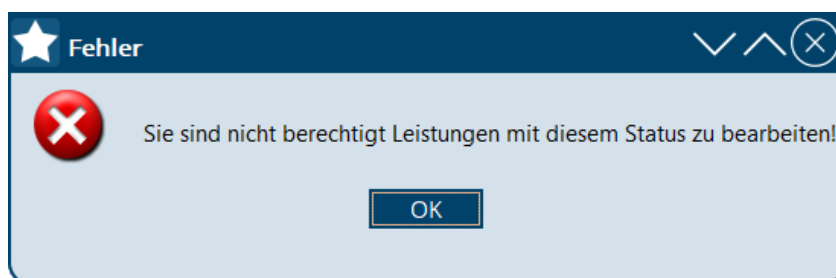 Fehler
Sie sind nicht berechtigt Leistungen mit diesem Status zu bearbeiten!
OK